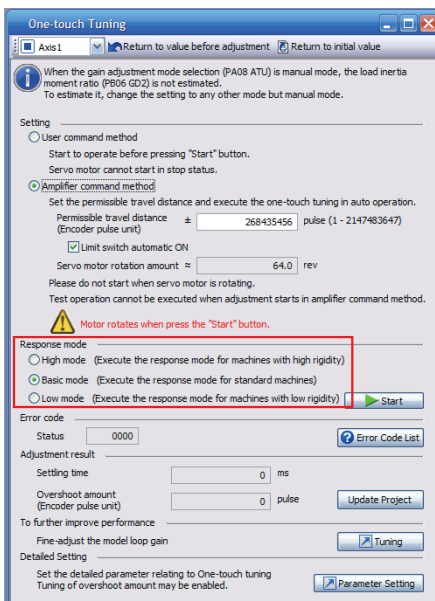 One-touch Tuning
Axis1 Return to value before adjustment Return to initial value
When the gain adjustment mode selection (PA08 ATU) is manual mode, the load inertia
moment ratio (PB06 GD2) is not estimated.
To estimate it, change the setting to any other mode but manual mode.
Setting
User command method
Start to operate before pressing "Start" button.
Servo motor cannot start in stop status.
Amplifier command method
Set the permissible travel distance and execute the one-touch tuning in auto operation.
Permissible travel distance ± 268435456 pulse (1 - 2147483647)
(Encoder pulse unit)
Limit switch automatic ON
Servo motor rotation amount ≈ 64.0 rev
Please do not start when servo motor is rotating.
Test operation cannot be executed when adjustment starts in amplifier command method.
Motor rotates when press the "Start" button.
Response mode
High mode (Execute the response mode for machines with high rigidity)
Basic mode (Execute the response mode for standard machines)
Low mode (Execute the response mode for machines with low rigidity) Start
Error code
Status 0000 Error Code List
Adjustment result
Settling time 0 ms
Overshoot amount 0 pulse Update Project
(Encoder pulse unit)
To further improve performance
Fine-adjust the model loop gain Tuning
Detailed Setting
Set the detailed parameter relating to One-touch tuning
Tuning of overshoot amount may be enabled. Parameter Setting